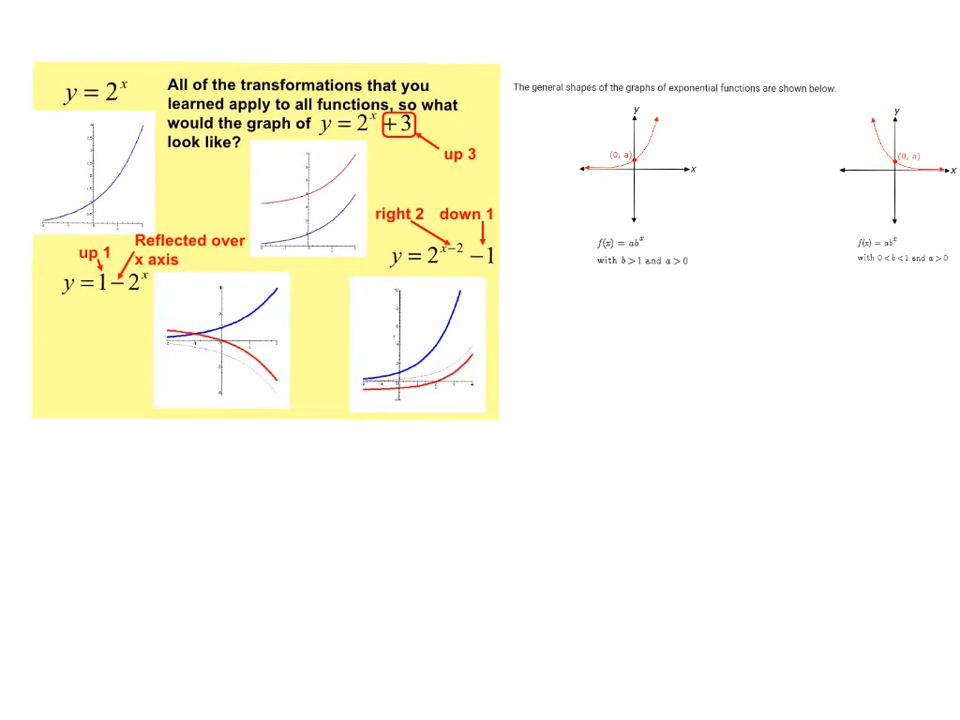 y = 2^x
All of the transformations that you
learned apply to all functions, so what
would the graph of y = 2^x +3
look like?
up 3
right 2 down 1
y = 2^x−2 −1
Reflected over
x axis
up 1
y = 1 − 2^x
The general shapes of the graphs of exponential functions are shown below.
y
(0, a)
x
f(x) = ab^x
with b > 1 and a > 0
y
(0, a)
x
f(x) = ab^x
with 0 < b < 1 and a > 0